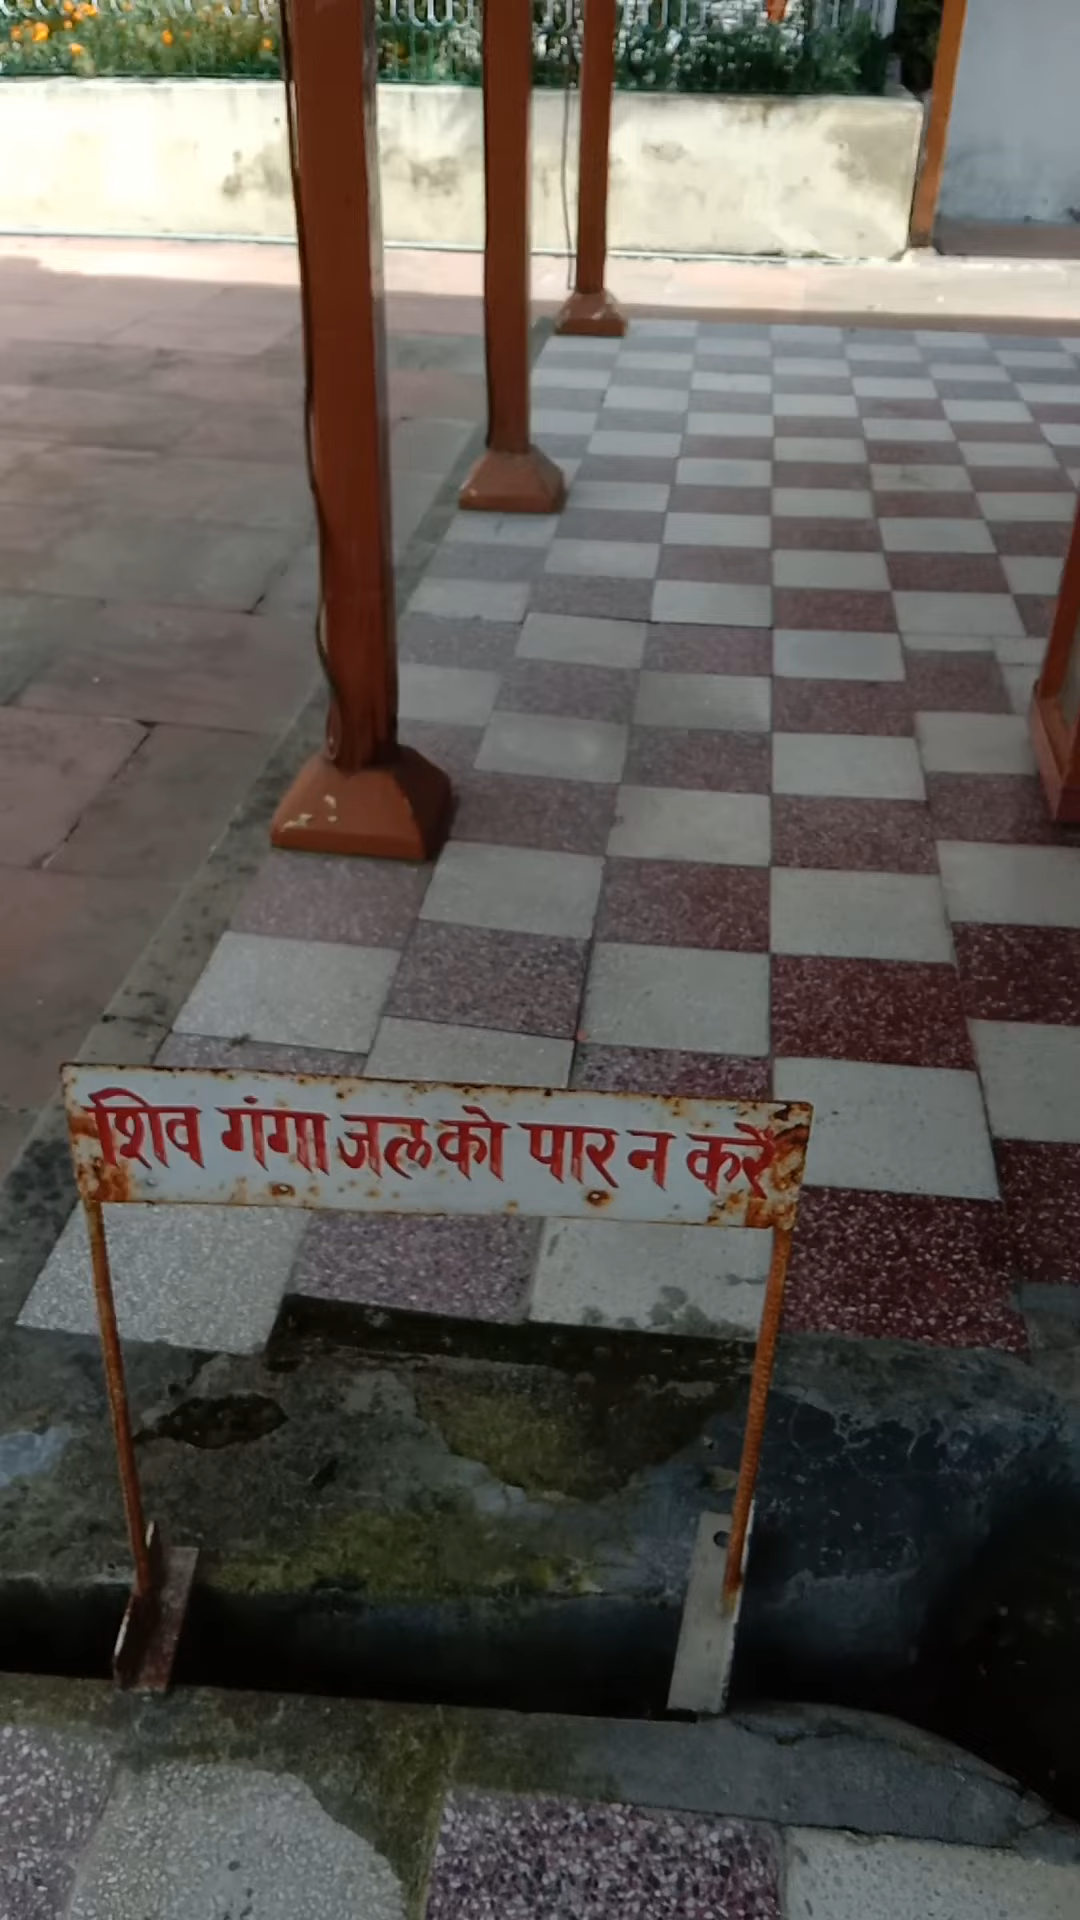 शिव गंगा जल को पार न करें